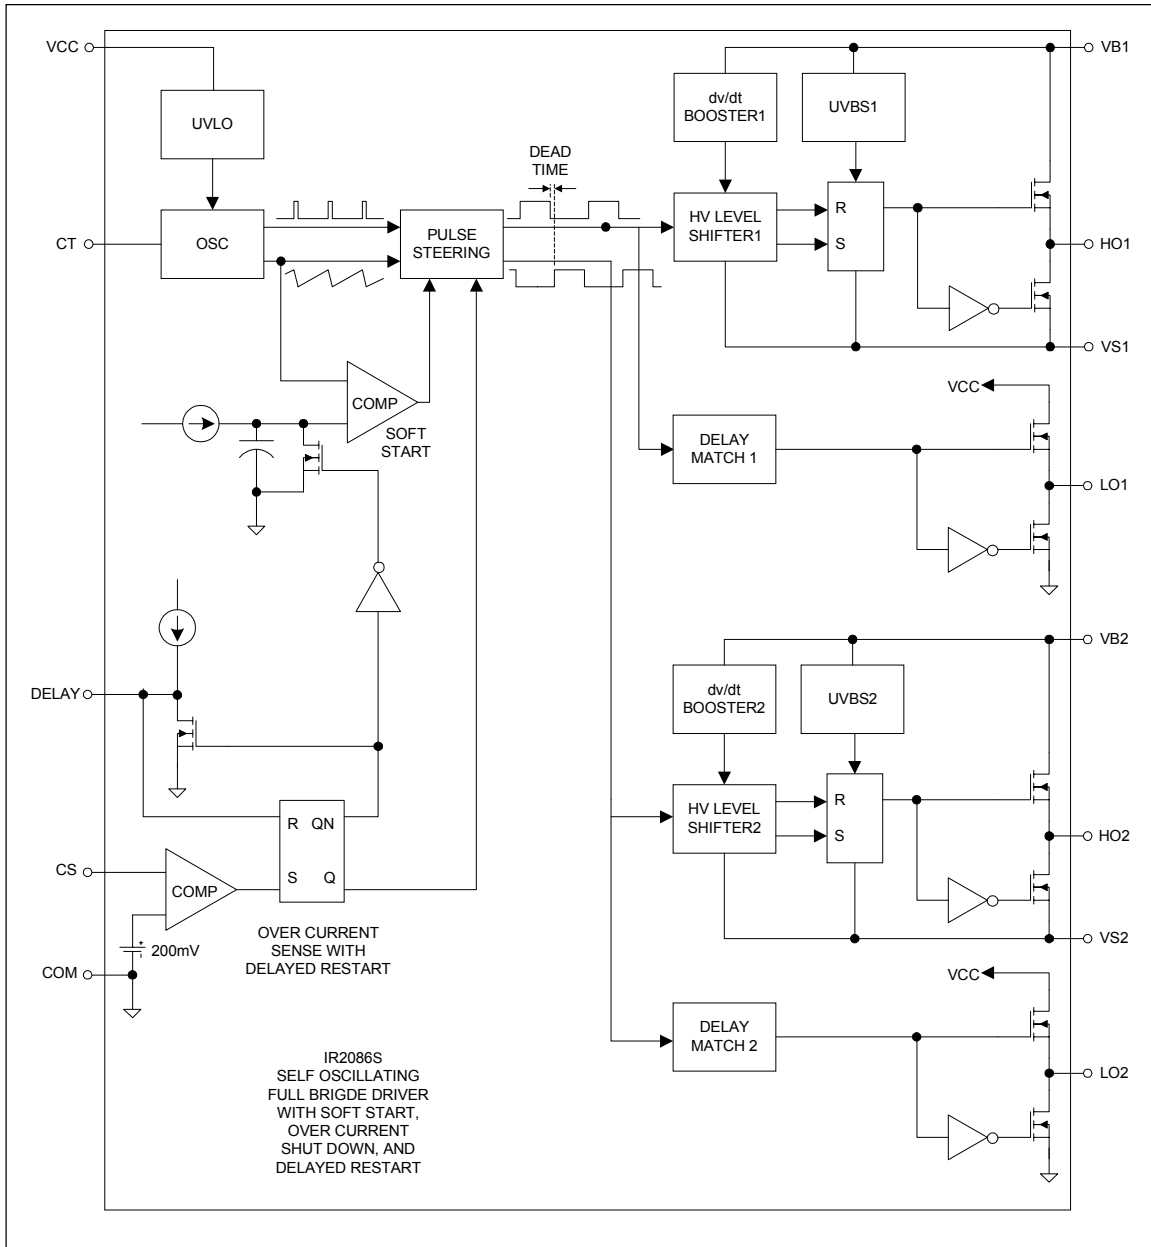 VCC
VB1
dv/dt
BOOSTER1
UVBS1
UVLO
DEAD
TIME
CT
OSC
PULSE
STEERING
HV LEVEL
SHIFTER1
R
S
HO1
VS1
COMP
SOFT
START
VCC
DELAY
MATCH 1
LO1
VB2
DELAY
dv/dt
BOOSTER2
UVBS2
HV LEVEL
SHIFTER2
R
S
HO2
R QN
S Q
CS
COMP
200mV
COM
OVER CURRENT
SENSE WITH
DELAYED RESTART
VS2
VCC
DELAY
MATCH 2
LO2
IR2086S
SELF OSCILLATING
FULL BRIGDE DRIVER
WITH SOFT START,
OVER CURRENT
SHUT DOWN, AND
DELAYED RESTART